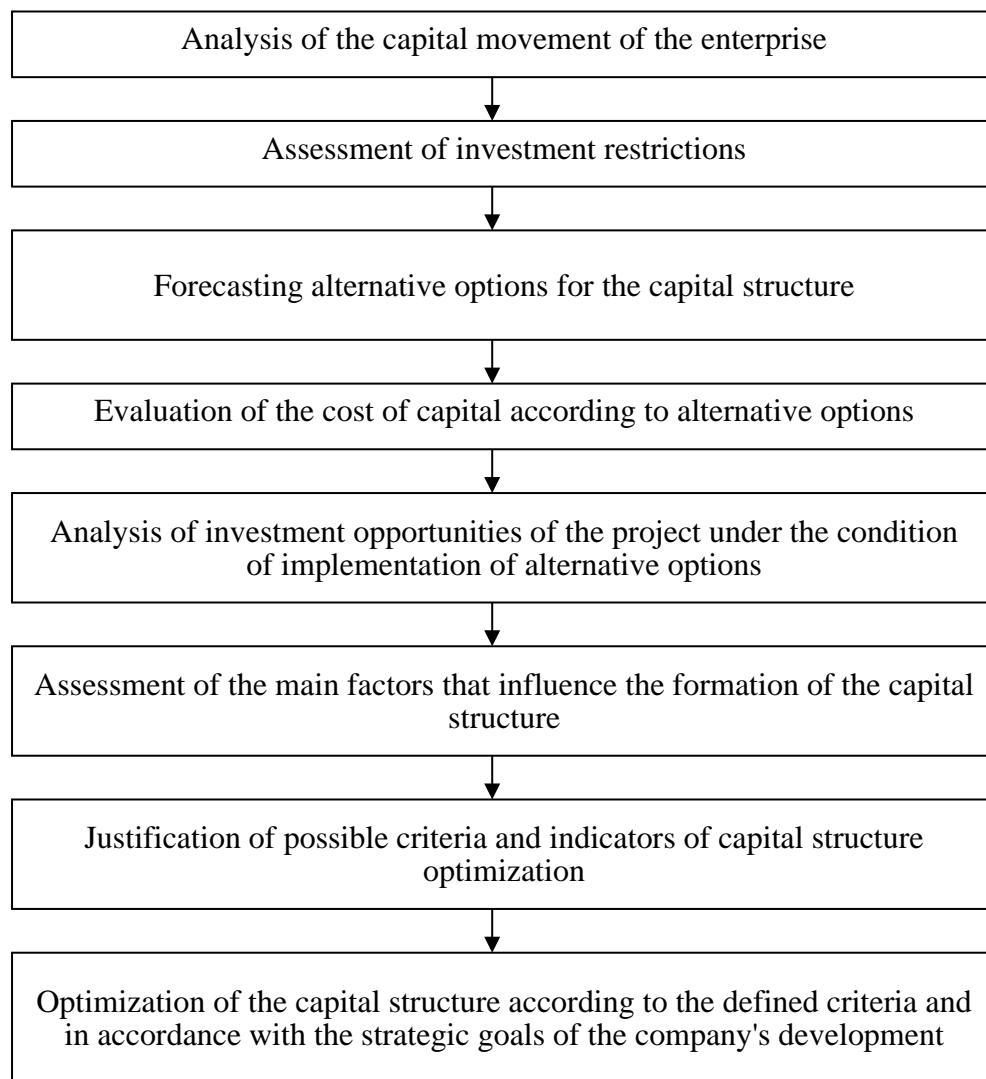 Analysis of the capital movement of the enterprise
Assessment of investment restrictions
Forecasting alternative options for the capital structure
Evaluation of the cost of capital according to alternative options
Analysis of investment opportunities of the project under the condition
of implementation of alternative options
Assessment of the main factors that influence the formation of the capital
structure
Justification of possible criteria and indicators of capital structure
optimization
Optimization of the capital structure according to the defined criteria and
in accordance with the strategic goals of the company's development